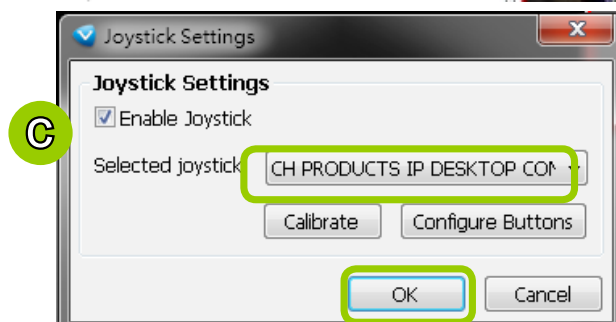 Joystick Settings
Joystick Settings
Enable Joystick
C
Selected joystick
CH PRODUCTS IP DESKTOP CON
Calibrate
Configure Buttons
OK
Cancel